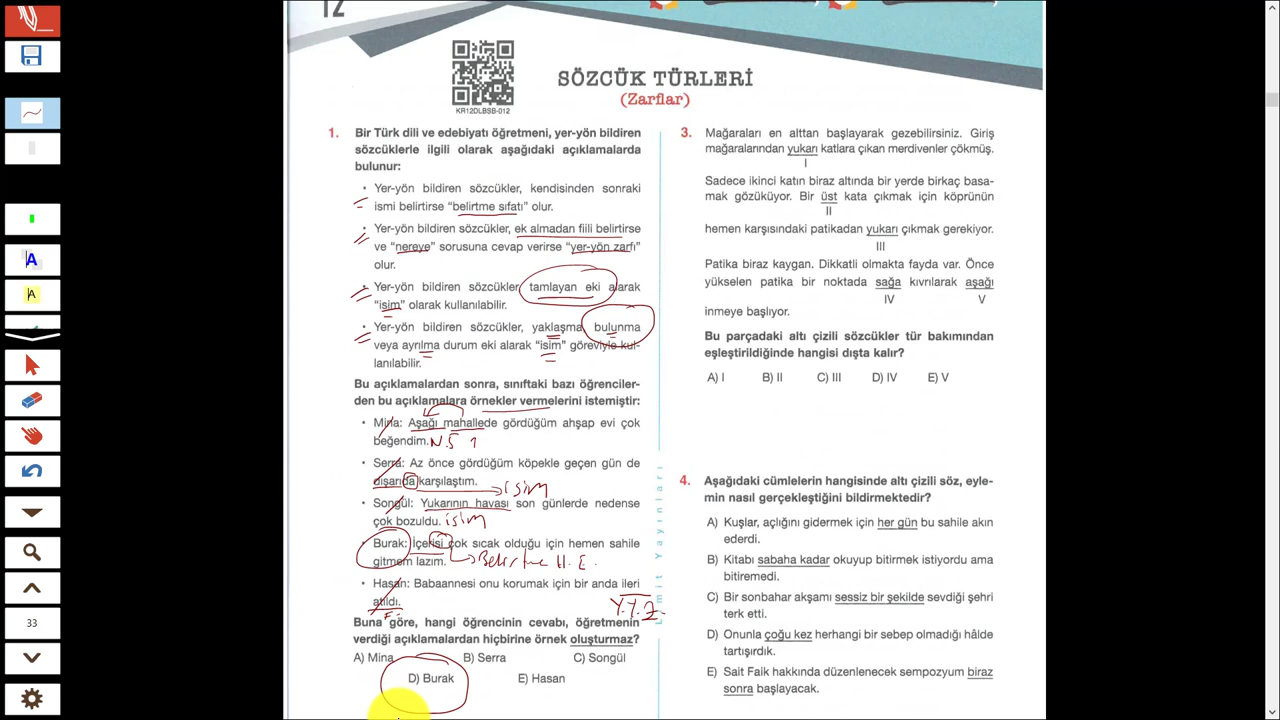 12
KR12DLBSB-012
SÖZCÜK TÜRLERİ
(Zarflar)
1. Bir Türk dili ve edebiyatı öğretmeni, yer-yön bildiren
sözcüklerle ilgili olarak aşağıdaki açıklamalarda
bulunur:
• Yer-yön bildiren sözcükler, kendisinden sonraki
ismi belirtirse “belirtme sıfatı” olur.
• Yer-yön bildiren sözcükler, ek almadan fiili belirtirse
ve “nereye” sorusuna cevap verirse “yer-yön zarfı”
olur.
• Yer-yön bildiren sözcükler tamlayan eki alarak
“isim” olarak kullanılabilir.
• Yer-yön bildiren sözcükler, yaklaşma, bulunma
veya ayrılma durum eki alarak “isim” göreviyle kul-
lanılabilir.
Bu açıklamalardan sonra, sınıftaki bazı öğrenciler-
den bu açıklamalara örnekler vermelerini istemiştir:
• Mina: Aşağı mahallede gördüğüm ahşap evi çok
beğendim. N.S 1
• Serra: Az önce gördüğüm köpekle geçen gün de
dışarıda karşılaştım. isim
• Songül: Yukarının havası son günlerde nedense
çok bozuldu. isim
• Burak: İçerisi çok sıcak olduğu için hemen sahile
gitmem lazım. Belirtme H.E.
• Hasan: Babaannesi onu korumak için bir anda ileri
atıldı. F. Y.Y.Z.
Buna göre, hangi öğrencinin cevabı, öğretmenin
verdiği açıklamalardan hiçbirine örnek oluşturmaz?
A) Mina B) Serra C) Songül
D) Burak E) Hasan
Limit Yayınları
3. Mağaraları en alttan başlayarak gezebilirsiniz. Giriş
mağaralarından yukarı katlara çıkan merdivenler çökmüş.
I
Sadece ikinci katın biraz altında bir yerde birkaç basa-
mak gözüküyor. Bir üst kata çıkmak için köprünün
II
hemen karşısındaki patikadan yukarı çıkmak gerekiyor.
III
Patika biraz kaygan. Dikkatli olmakta fayda var. Önce
yükselen patika bir noktada sağa kıvrılarak aşağı
IV V
inmeye başlıyor.
Bu parçadaki altı çizili sözcükler tür bakımından
eşleştirildiğinde hangisi dışta kalır?
A) I B) II C) III D) IV E) V
4. Aşağıdaki cümlelerin hangisinde altı çizili söz, eyle-
min nasıl gerçekleştiğini bildirmektedir?
A) Kuşlar, açlığını gidermek için her gün bu sahile akın
ederdi.
B) Kitabı sabaha kadar okuyup bitirmek istiyordu ama
bitiremedi.
C) Bir sonbahar akşamı sessiz bir şekilde sevdiği şehri
terk etti.
D) Onunla çoğu kez herhangi bir sebep olmadığı hâlde
tartışırdık.
E) Sait Faik hakkında düzenlenecek sempozyum biraz
sonra başlayacak.
A
A
33